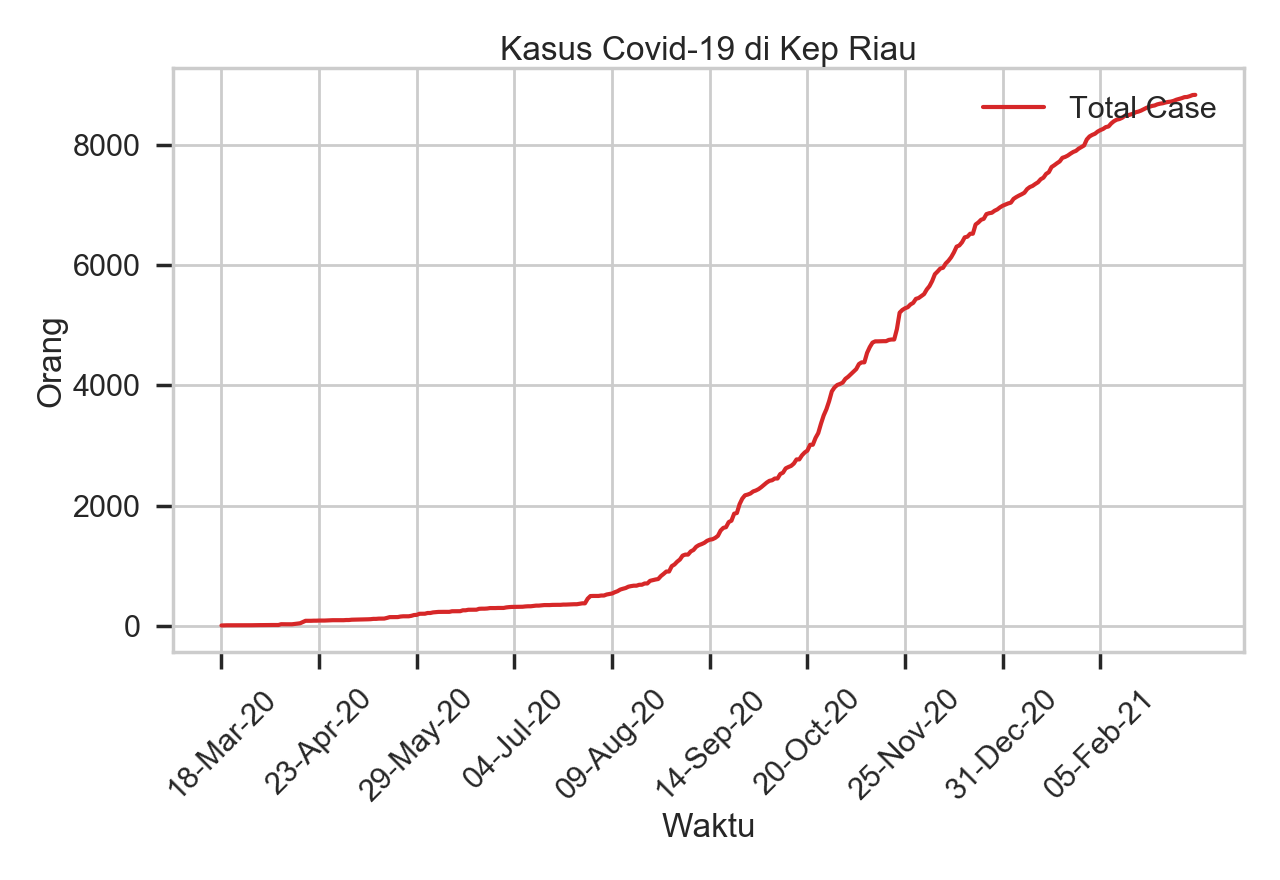 Kasus Covid-19 di Kep Riau
Total Case
Orang
8000
6000
4000
2000
0
18-Mar-20
23-Apr-20
29-May-20
04-Jul-20
09-Aug-20
14-Sep-20
20-Oct-20
25-Nov-20
31-Dec-20
05-Feb-21
Waktu